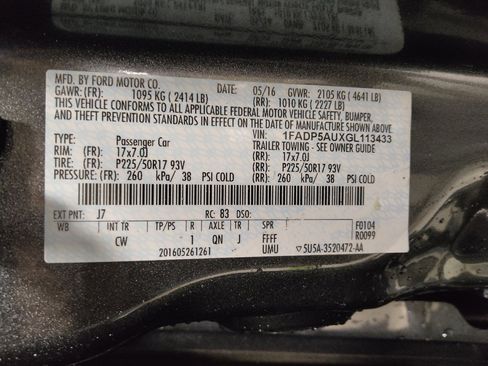 MFD. BY FORD MOTOR CO.
05/16 GVWR: 2105 KG ( 4641 LB)
GAWR: (FR): 1095 KG ( 2414 LB) (RR): 1010 KG ( 2227 LB)
THIS VEHICLE CONFORMS TO ALL APPLICABLE FEDERAL MOTOR VEHICLE SAFETY, BUMPER,
AND THEFT PREVENTION STANDARDS IN EFFECT ON THE DATE OF MANUFACTURE SHOWN ABOVE.
VIN: 1FADP5AUXGL113433
TYPE: Passenger Car TRAILER TOWING - SEE OWNER GUIDE
RIM: (FR): 17x7.0J (RR): 17x7.0J
TIRE: (FR): P225/50R17 93V (RR): P225/50R17 93V
PRESSURE: (FR): 260 kPa/ 38 PSI COLD (RR): 260 kPa/ 38 PSI COLD
EXT PNT: J7 RC: 83 DSO:
WB INT TR TP/PS R AXLE TR SPR F0104
CW 1 QN J FFFF R0099
201605261261 UMU ▽5U5A-3520472-AA